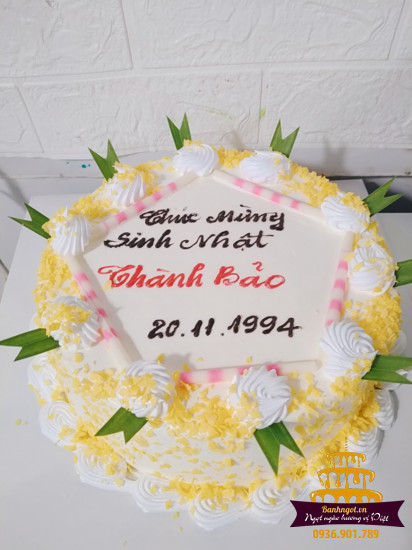 Chúc Mừng
Sinh Nhật
Thành Bảo
20.11.1994
Banhngot.vn
Ngọt ngào hương vị Việt
0936.901.789